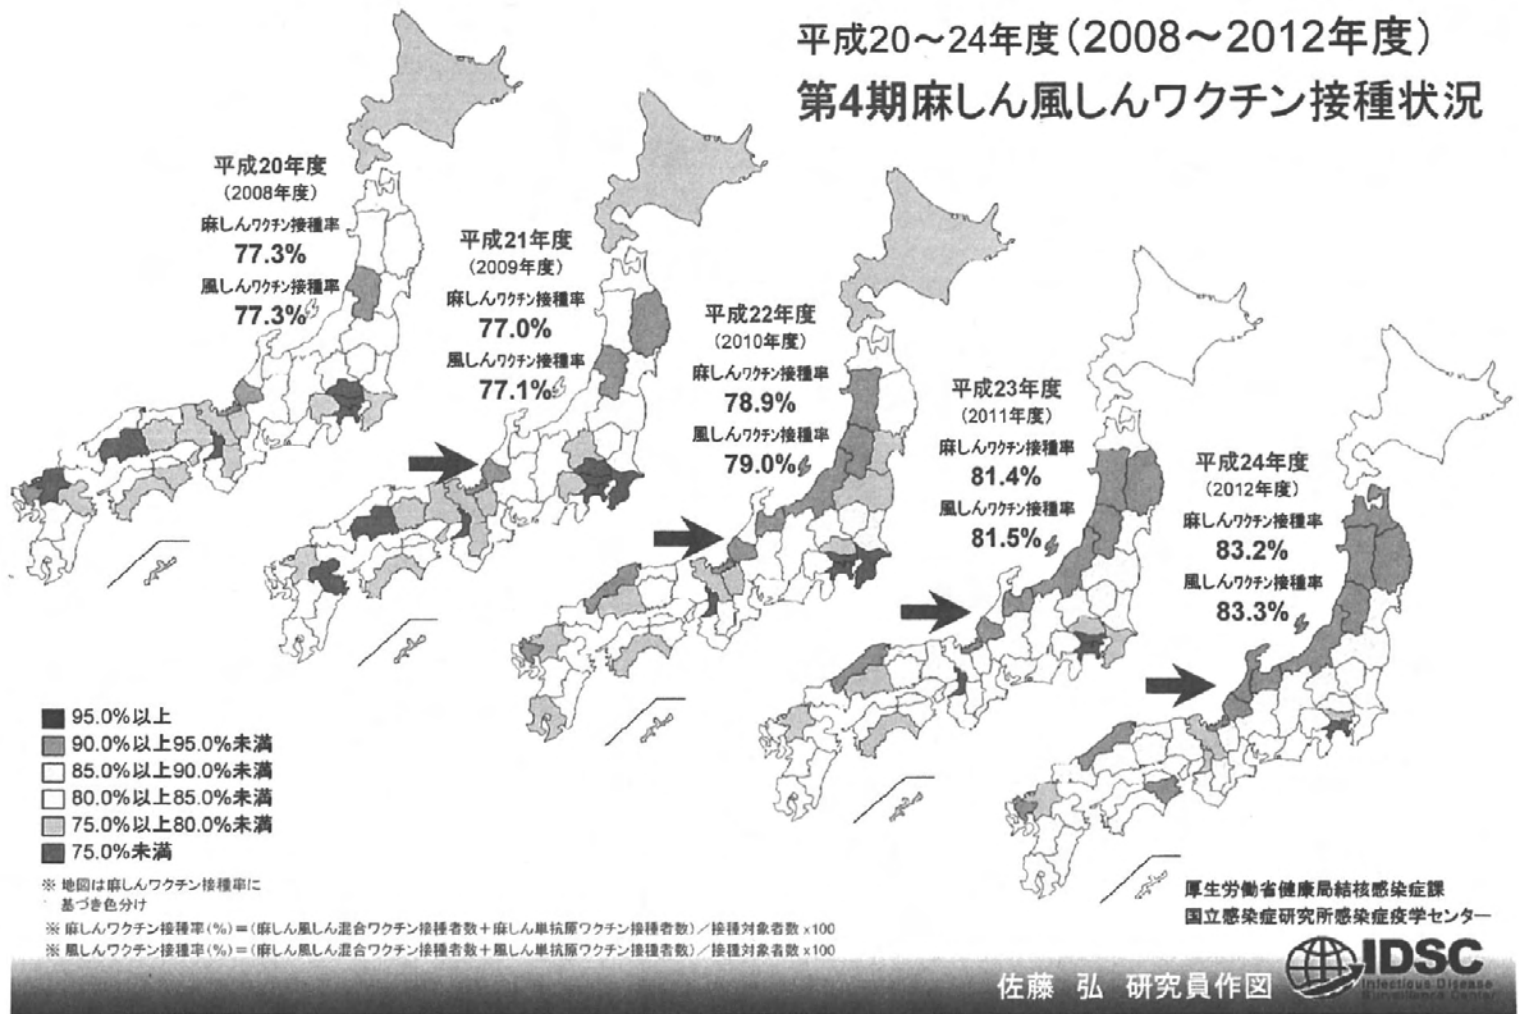 平成20～24年度（2008～2012年度）
第4期麻しん風しんワクチン接種状況
平成20年度
（2008年度）
麻しんワクチン接種率
77.3%
風しんワクチン接種率
77.3%
平成21年度
（2009年度）
麻しんワクチン接種率
77.0%
風しんワクチン接種率
77.1%
平成22年度
（2010年度）
麻しんワクチン接種率
78.9%
風しんワクチン接種率
79.0%
平成23年度
（2011年度）
麻しんワクチン接種率
81.4%
風しんワクチン接種率
81.5%
平成24年度
（2012年度）
麻しんワクチン接種率
83.2%
風しんワクチン接種率
83.3%
95.0%以上
90.0%以上95.0%未満
85.0%以上90.0%未満
80.0%以上85.0%未満
75.0%以上80.0%未満
75.0%未満
※ 地図は麻しんワクチン接種率に
基づき色分け
※ 麻しんワクチン接種率(%)＝(麻しん風しん混合ワクチン接種者数＋麻しん単抗原ワクチン接種者数)／接種対象者数×100
※ 風しんワクチン接種率(%)＝(麻しん風しん混合ワクチン接種者数＋風しん単抗原ワクチン接種者数)／接種対象者数×100
厚生労働省健康局結核感染症課
国立感染症研究所感染症疫学センター
佐藤 弘 研究員作図
IDSC
Infectious Disease
Surveillance Center